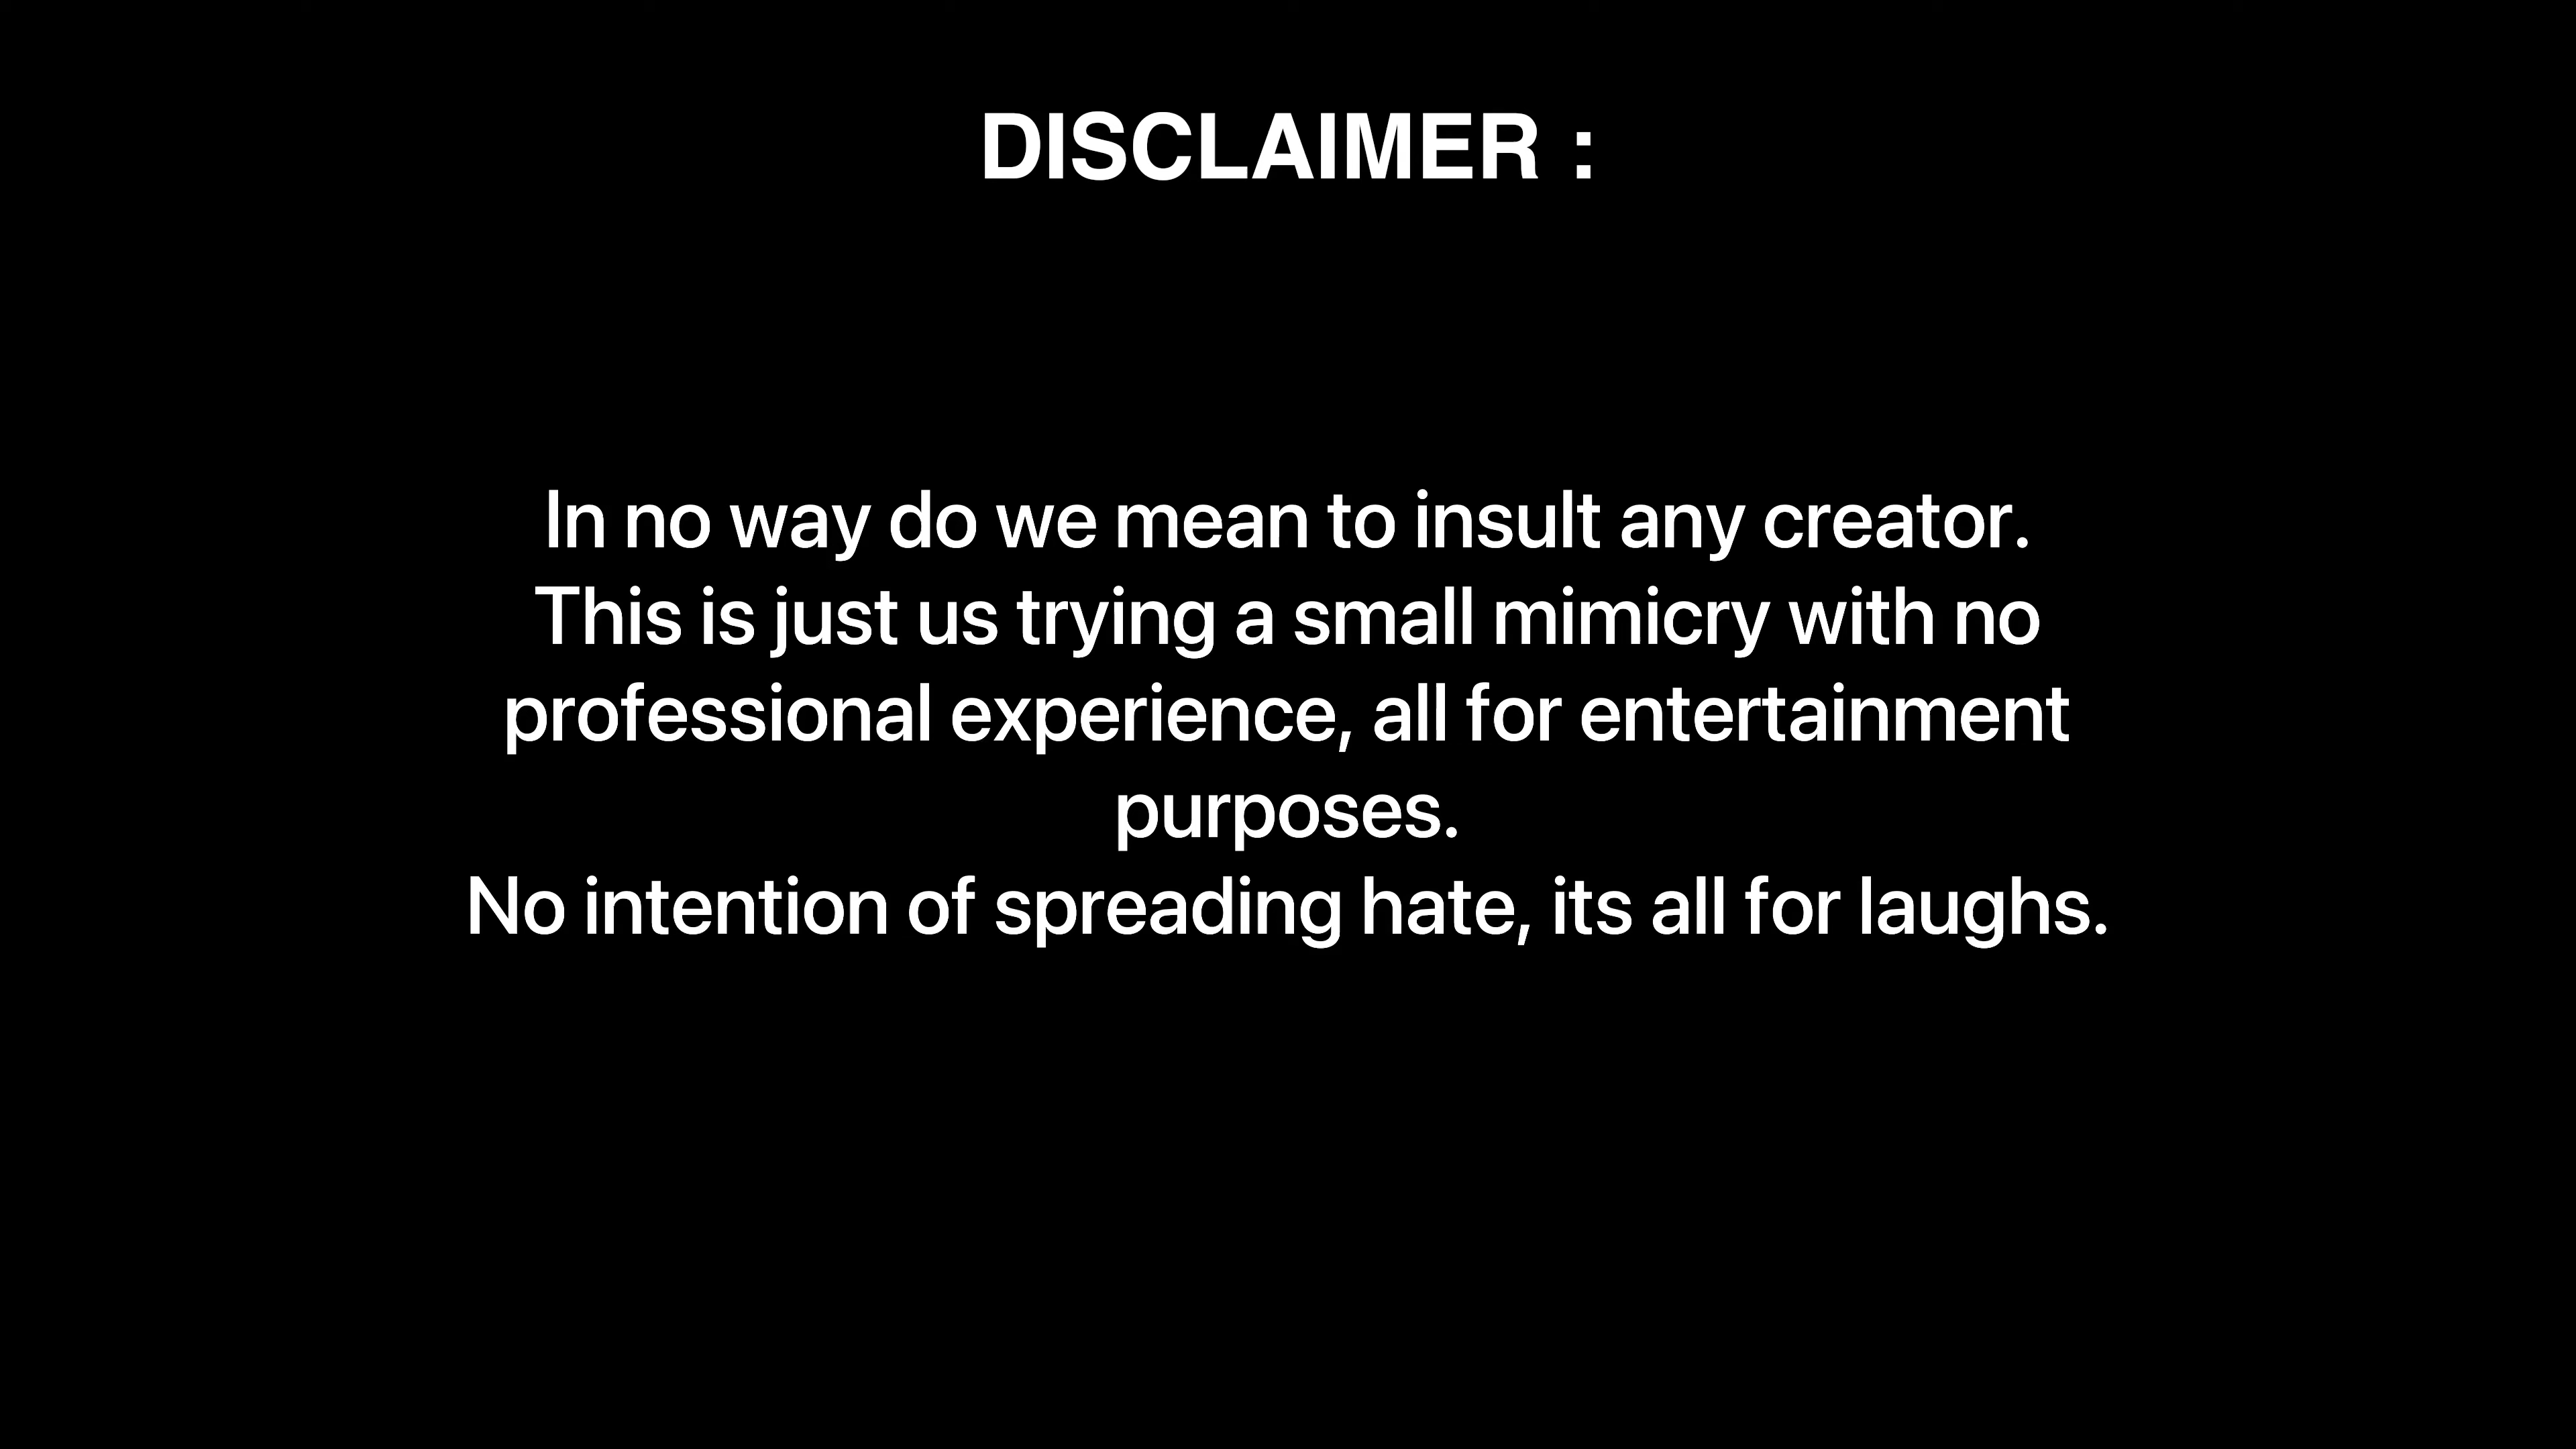 DISCLAIMER :
In no way do we mean to insult any creator.
This is just us trying a small mimicry with no
professional experience, all for entertainment
purposes.
No intention of spreading hate, its all for laughs.